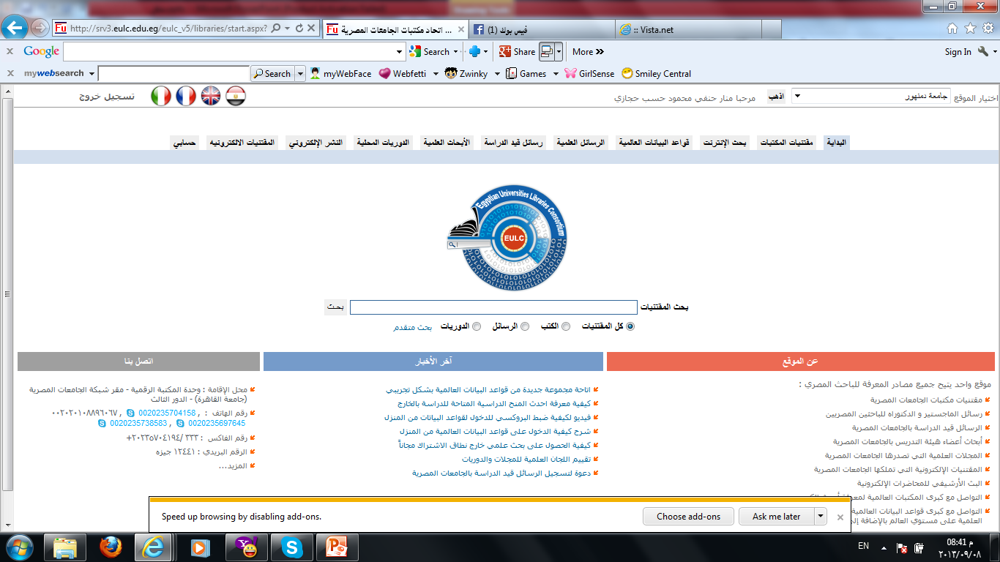 http://srv3.eulc.edu.eg/eulc_v5/libraries/start.aspx?
اتحاد مكتبات الجامعات المصرية ...
فيس بوك (1)
:: Vista.net
Google
Search
Share
More »
Sign In
mywebsearch
Search
myWebFace
Webfetti
Zwinky
Games
GirlSense
Smiley Central
اختيار الموقع
جامعة دمنهور
اذهب
مرحبا منار حنفي محمود حسب حجازي
تسجيل خروج
البداية
مقتنيات المكتبات
بحث الإنترنت
قواعد البيانات العالمية
الرسائل العلمية
رسائل قيد الدراسة
الأبحاث العلمية
الدوريات المحلية
النشر الإلكتروني
المقتنيات الالكترونيه
حسابي
Egyptian Universities Libraries Consortium
EULC
بحث المقتنيات
بحث
كل المقتنيات
الكتب
الرسائل
الدوريات
بحث متقدم
عن الموقع
موقع واحد يتيح جميع مصادر المعرفة للباحث المصري :
مقتنيات مكتبات الجامعات المصرية
رسائل الماجستير و الدكتوراه للباحثين المصريين
الرسائل قيد الدراسة بالجامعات المصرية
أبحاث أعضاء هيئة التدريس بالجامعات المصرية
المجلات العلمية التي تصدرها الجامعات المصرية
المقتنيات الإلكترونية التي تملكها الجامعات المصرية
البث الأرشيفي للمحاضرات الإلكترونية
التواصل مع كبرى المكتبات العالمية
التواصل مع كبرى قواعد البيانات العالمية
العلمية على مستوي العالم بالإضافة
آخر الأخبار
اتاحة مجموعة جديدة من قواعد البيانات العالمية بشكل تجريبي
كيفية معرفة احدث المنح الدراسية المتاحة للدراسة بالخارج
فيديو لكيفية ضبط البروكسي للدخول لقواعد البيانات من المنزل
شرح كيفية الدخول على قواعد البيانات العالمية من المنزل
كيفية الحصول على بحث علمي خارج نطاق الاشتراك مجاناً
تقييم اللجان العلمية للمجلات والدوريات
دعوة لتسجيل الرسائل قيد الدراسة بالجامعات المصرية
اتصل بنا
محل الإقامة : وحدة المكتبة الرقمية - مقر شبكة الجامعات المصرية
(جامعة القاهرة) - الدور الثالث
رقم الهاتف : , 0020235704158 , ٠٠٢٠٢٠١٠٨٨٩٦٠٦٧
0020235697645 , 0020235738583
رقم الفاكس : ٣٣٣ /٢٠٢٣٥٧٠٤١٩٤+
الرقم البريدي : ١٢٤٤١ جيزه
المزيد...
Speed up browsing by disabling add-ons.
Choose add-ons
Ask me later
EN
08:41 م
٢٠١٣/٠٩/٠٨